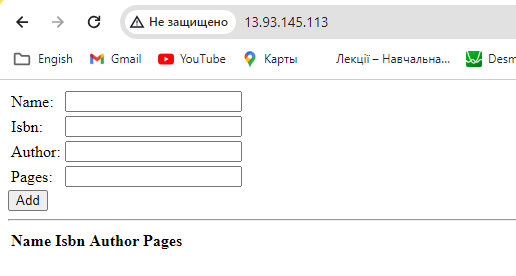 Не защищено 13.93.145.113
Engish Gmail YouTube Карты Лекції – Навчальна... Desm
Name:
Isbn:
Author:
Pages:
Add
Name Isbn Author Pages